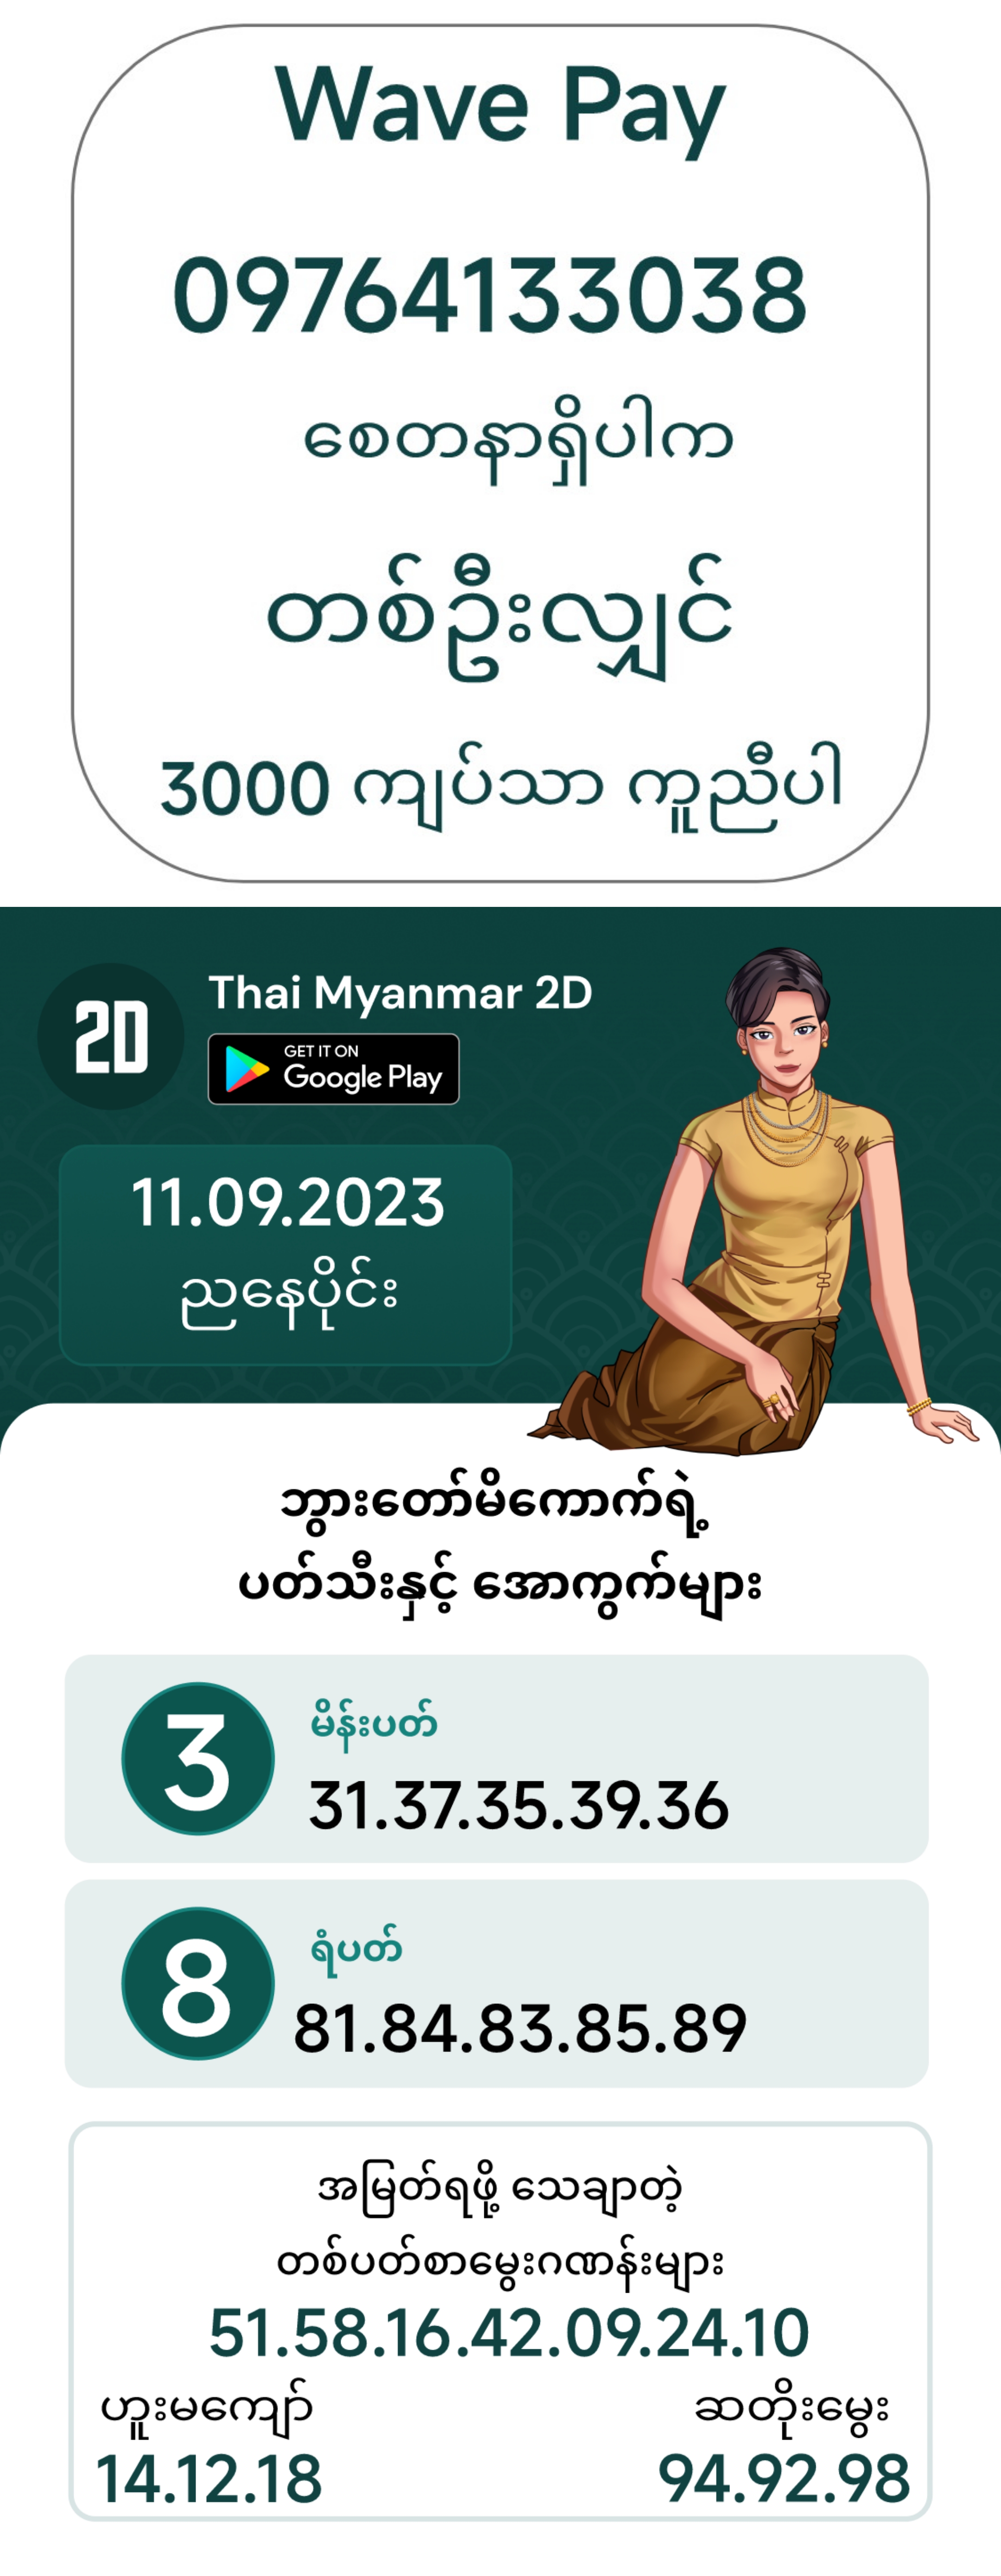 Wave Pay
09764133038
စေတနာရှိပါက
တစ်ဦးလျှင်
3000 ကျပ်သာ ကူညီပါ
2D
Thai Myanmar 2D
GET IT ON
Google Play
11.09.2023
ညနေပိုင်း
ဘွားတော်မိကောက်ရဲ့
ပတ်သီးနှင့် အောကွက်များ
3
မိန်းပတ်
31.37.35.39.36
8
ရံပတ်
81.84.83.85.89
အမြတ်ရဖို့ သေချာတဲ့
တစ်ပတ်စာမွေးဂဏန်းများ
51.58.16.42.09.24.10
ဟူးမကျော် ဆတိုးမွေး
14.12.18 94.92.98